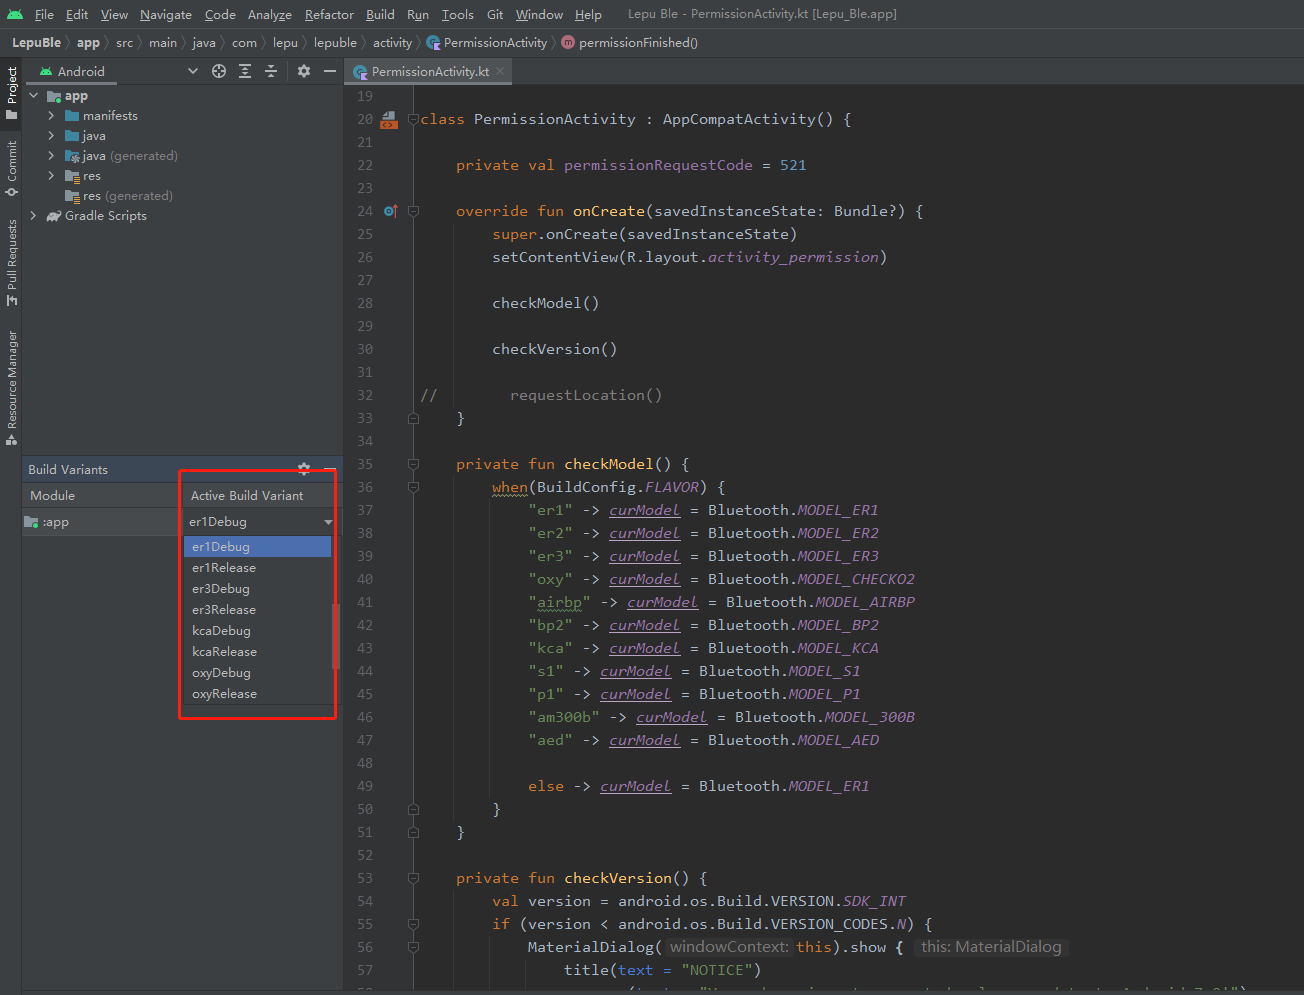 File Edit View Navigate Code Analyze Refactor Build Run Tools Git Window Help Lepu Ble - PermissionActivity.kt [Lepu_Ble.app]
LepuBle app src main java com lepu lepuble activity PermissionActivity m permissionFinished()
Project
Commit
Pull Requests
Resource Manager
Android
app
manifests
java
java (generated)
res
res (generated)
Gradle Scripts
Build Variants
Module Active Build Variant
:app er1Debug
er1Debug
er1Release
er3Debug
er3Release
kcaDebug
kcaRelease
oxyDebug
oxyRelease
PermissionActivity.kt
19
20 class PermissionActivity : AppCompatActivity() {
21
22 private val permissionRequestCode = 521
23
24 override fun onCreate(savedInstanceState: Bundle?) {
25 super.onCreate(savedInstanceState)
26 setContentView(R.layout.activity_permission)
27
28 checkModel()
29
30 checkVersion()
31
32 // requestLocation()
33 }
34
35 private fun checkModel() {
36 when(BuildConfig.FLAVOR) {
37 "er1" -> curModel = Bluetooth.MODEL_ER1
38 "er2" -> curModel = Bluetooth.MODEL_ER2
39 "er3" -> curModel = Bluetooth.MODEL_ER3
40 "oxy" -> curModel = Bluetooth.MODEL_CHECKO2
41 "airbp" -> curModel = Bluetooth.MODEL_AIRBP
42 "bp2" -> curModel = Bluetooth.MODEL_BP2
43 "kca" -> curModel = Bluetooth.MODEL_KCA
44 "s1" -> curModel = Bluetooth.MODEL_S1
45 "p1" -> curModel = Bluetooth.MODEL_P1
46 "am300b" -> curModel = Bluetooth.MODEL_300B
47 "aed" -> curModel = Bluetooth.MODEL_AED
48
49 else -> curModel = Bluetooth.MODEL_ER1
50 }
51 }
52
53 private fun checkVersion() {
54 val version = android.os.Build.VERSION.SDK_INT
55 if (version < android.os.Build.VERSION_CODES.N) {
56 MaterialDialog( windowContext: this).show { this: MaterialDialog
57 title(text = "NOTICE")